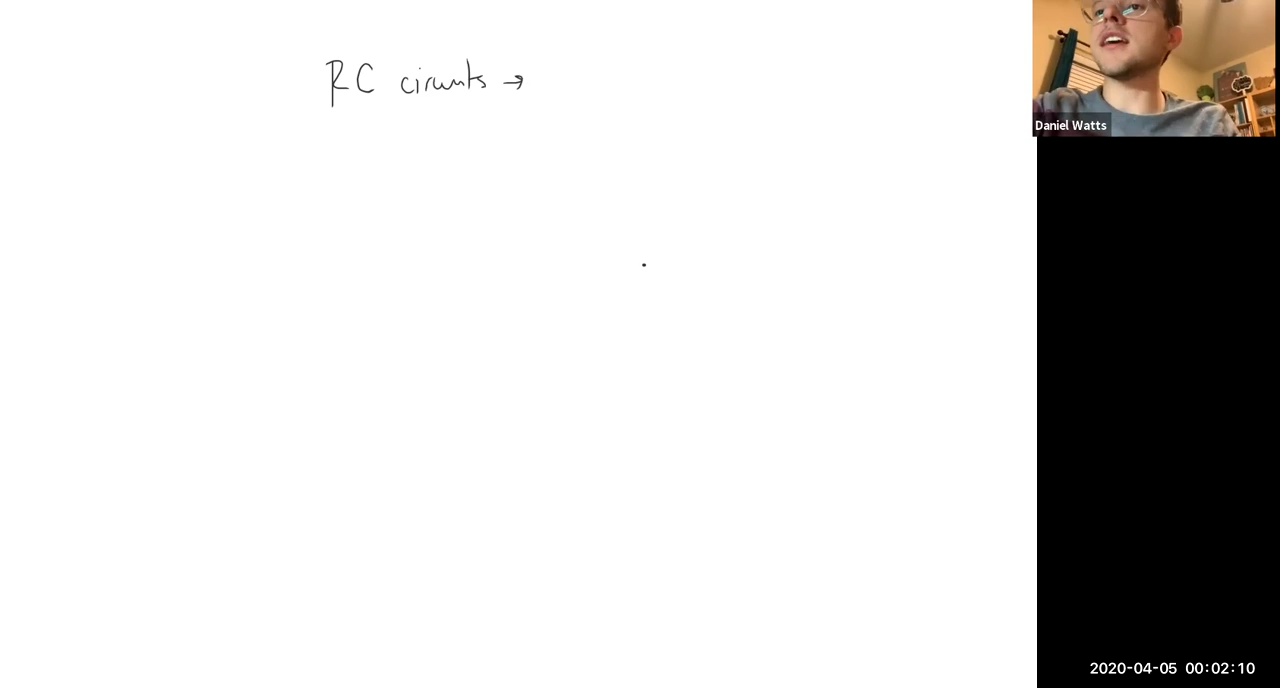 RC circuits →
Daniel Watts
2020-04-05 00:02:10